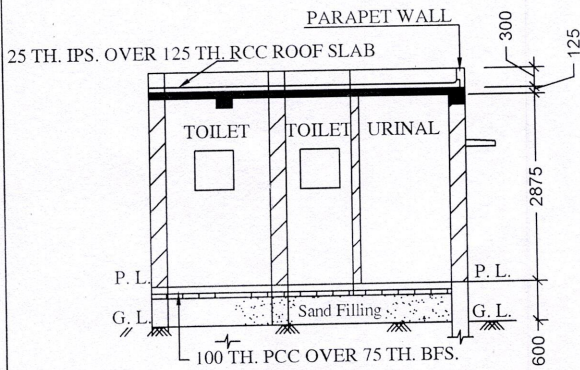 PARAPET WALL
25 TH. IPS. OVER 125 TH. RCC ROOF SLAB
300
125
TOILET
TOILET
URINAL
2875
P. L.
P. L.
G. L.
Sand Filling
G. L.
600
100 TH. PCC OVER 75 TH. BFS.